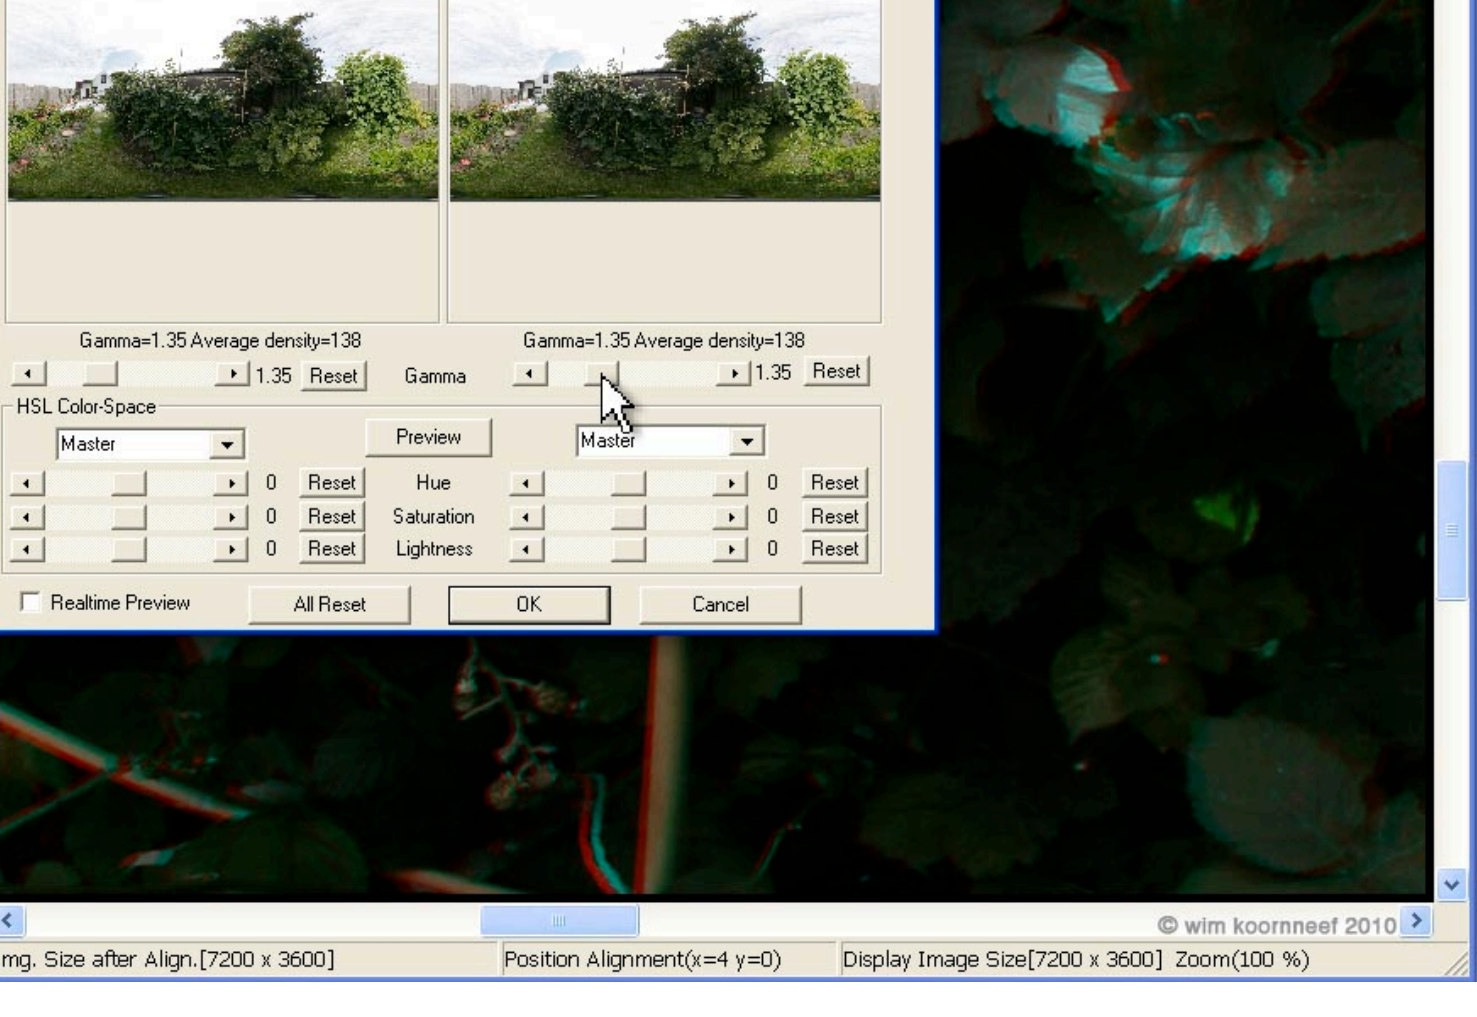 Gamma=1.35 Average density=138 Gamma=1.35 Average density=138
1.35 Reset Gamma 1.35 Reset
HSL Color-Space
Master Preview Master
0 Reset Hue 0 Reset
0 Reset Saturation 0 Reset
0 Reset Lightness 0 Reset
Realtime Preview All Reset OK Cancel
© wim koornneef 2010
mg. Size after Align.[7200 x 3600] Position Alignment(x=4 y=0) Display Image Size[7200 x 3600] Zoom(100 %)